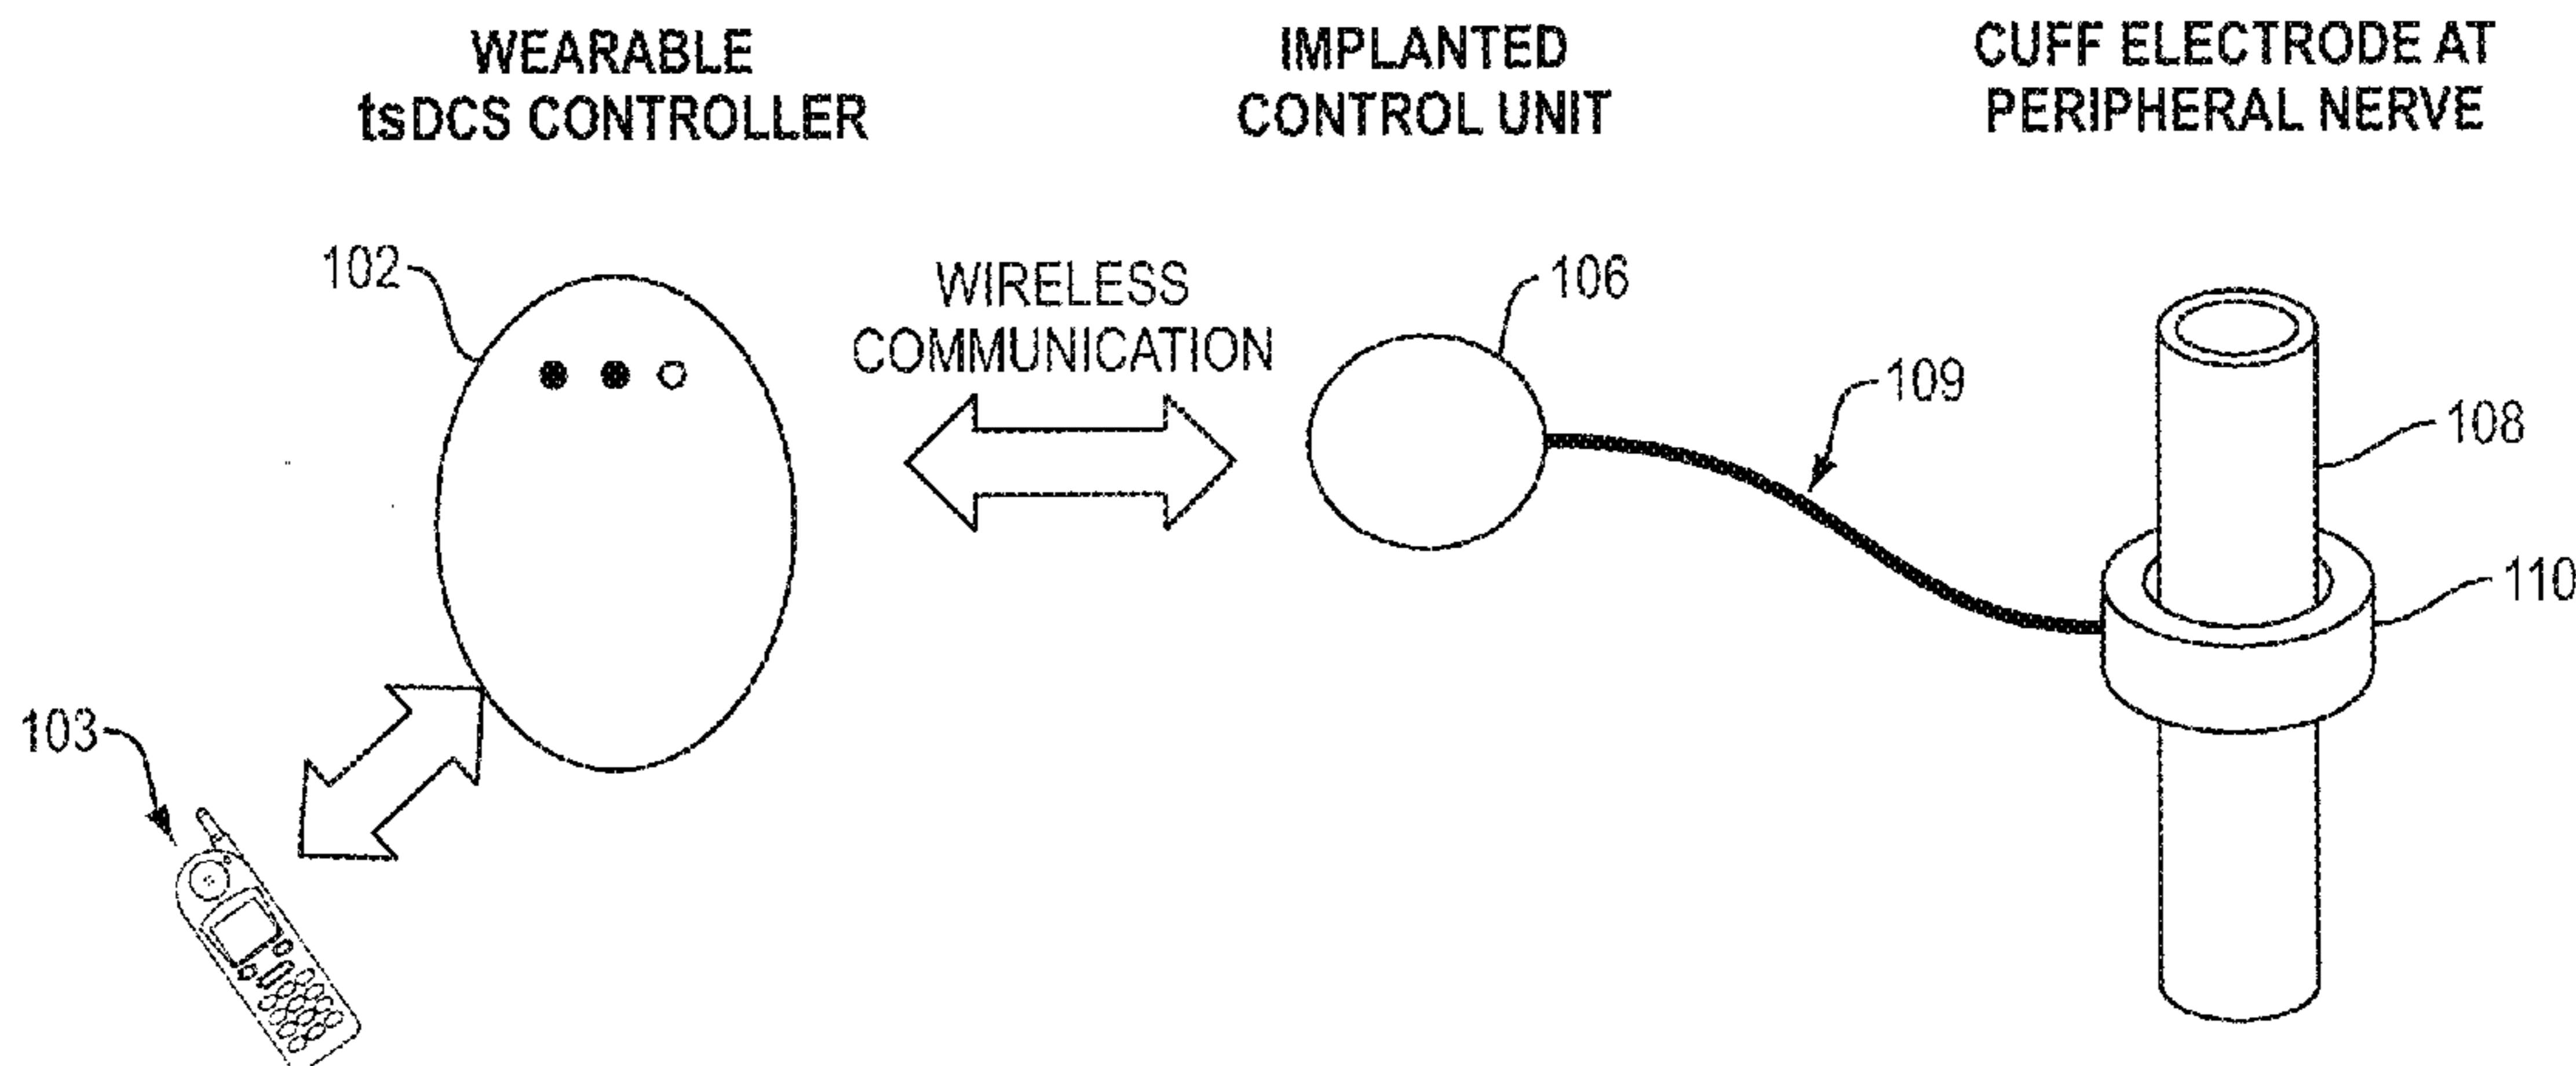 WEARABLE
tsDCS CONTROLLER
IMPLANTED
CONTROL UNIT
CUFF ELECTRODE AT
PERIPHERAL NERVE
102
WIRELESS
COMMUNICATION
106
109
108
110
103